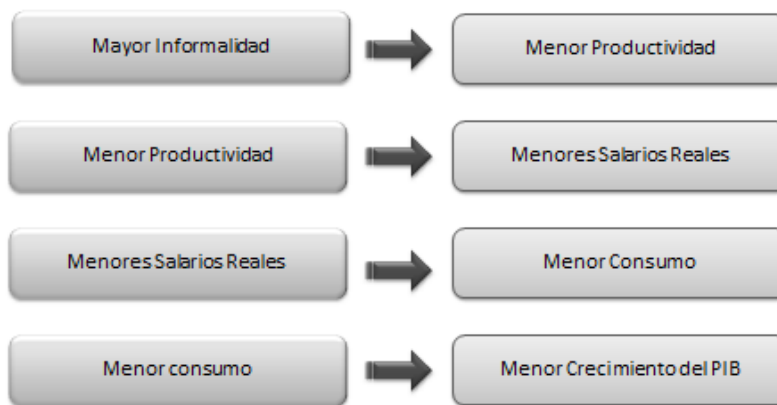 Mayor Informalidad
Menor Productividad
Menor Productividad
Menores Salarios Reales
Menores Salarios Reales
Menor Consumo
Menor consumo
Menor Crecimiento del PIB